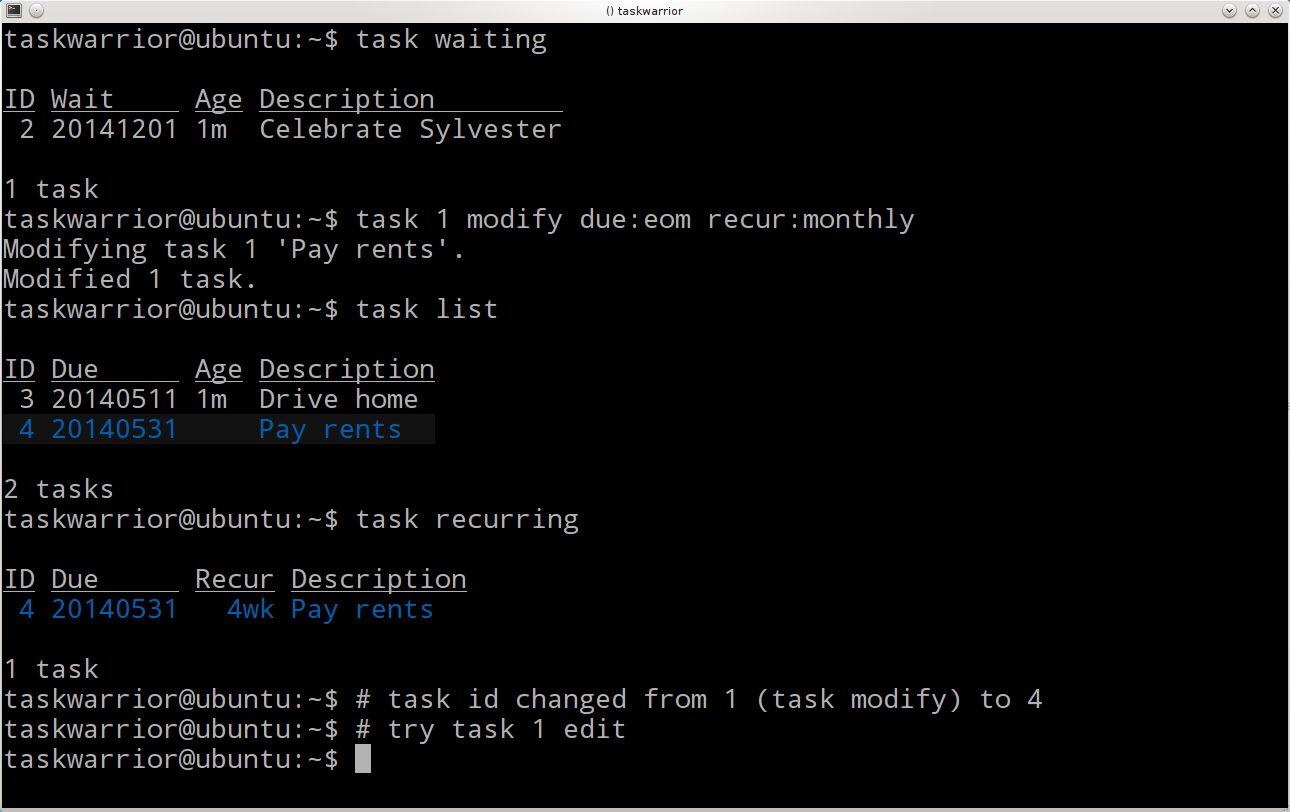 () taskwarrior
taskwarrior@ubuntu:~$ task waiting
ID Wait Age Description
2 20141201 1m Celebrate Sylvester
1 task
taskwarrior@ubuntu:~$ task 1 modify due:eom recur:monthly
Modifying task 1 'Pay rents'.
Modified 1 task.
taskwarrior@ubuntu:~$ task list
ID Due Age Description
3 20140511 1m Drive home
4 20140531 Pay rents
2 tasks
taskwarrior@ubuntu:~$ task recurring
ID Due Recur Description
4 20140531 4wk Pay rents
1 task
taskwarrior@ubuntu:~$ # task id changed from 1 (task modify) to 4
taskwarrior@ubuntu:~$ # try task 1 edit
taskwarrior@ubuntu:~$